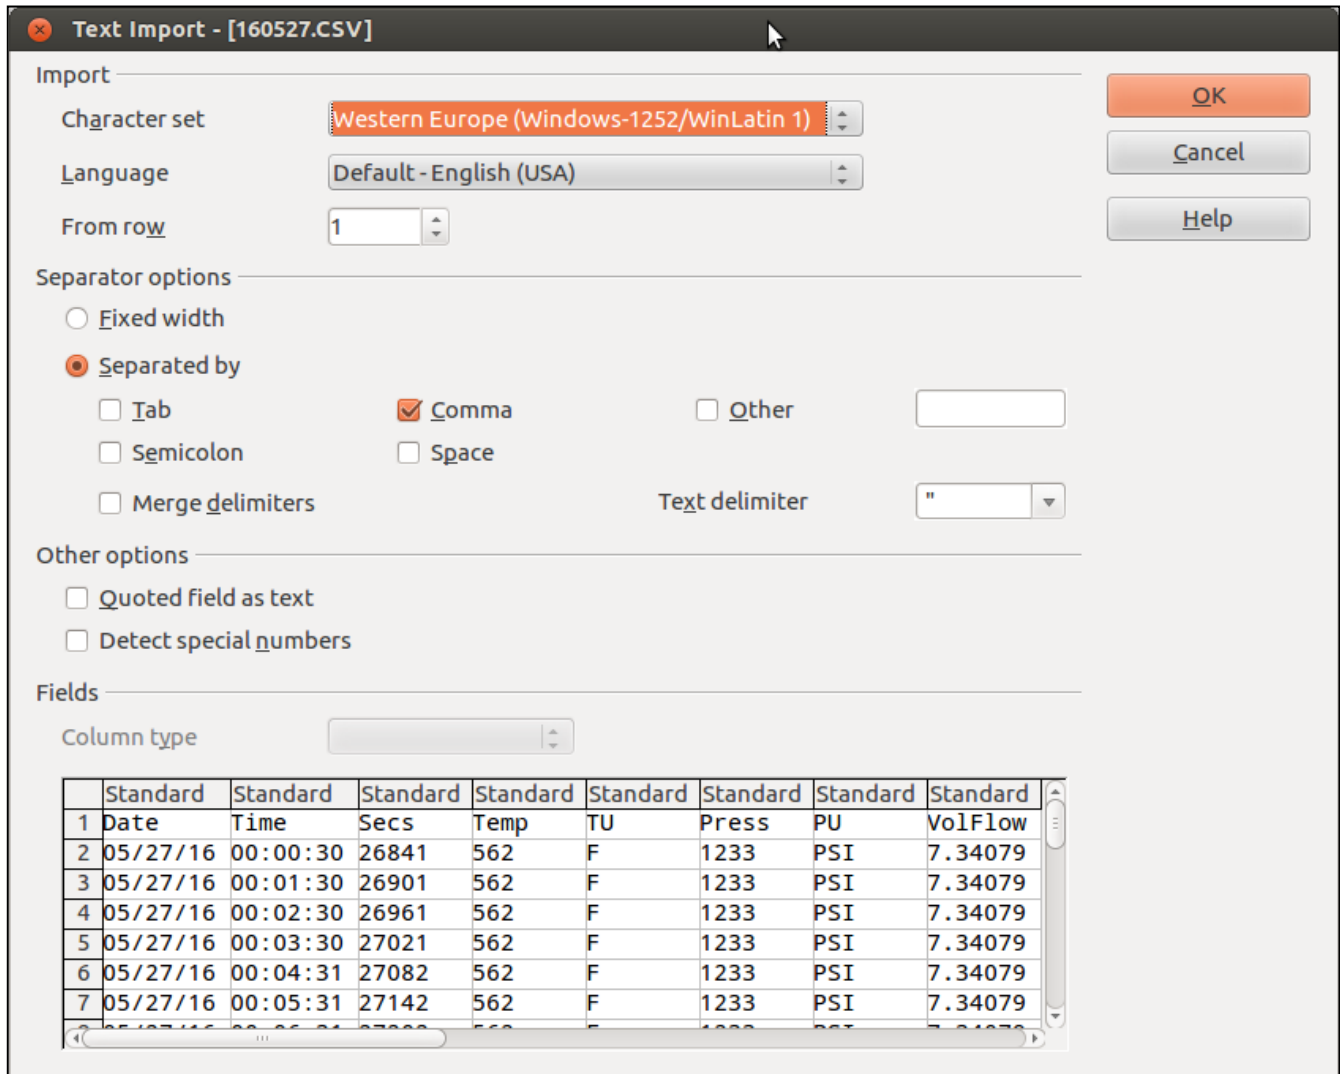 Text Import - [160527.CSV]
Import
Character set Western Europe (Windows-1252/WinLatin 1)
Language Default - English (USA)
From row 1
OK
Cancel
Help
Separator options
Fixed width
Separated by
Tab Comma Other
Semicolon Space
Merge delimiters Text delimiter "
Other options
Quoted field as text
Detect special numbers
Fields
Column type
Standard Standard Standard Standard Standard Standard Standard Standard
1 Date Time Secs Temp TU Press PU VolFlow
2 05/27/16 00:00:30 26841 562 F 1233 PSI 7.34079
3 05/27/16 00:01:30 26901 562 F 1233 PSI 7.34079
4 05/27/16 00:02:30 26961 562 F 1233 PSI 7.34079
5 05/27/16 00:03:30 27021 562 F 1233 PSI 7.34079
6 05/27/16 00:04:31 27082 562 F 1233 PSI 7.34079
7 05/27/16 00:05:31 27142 562 F 1233 PSI 7.34079